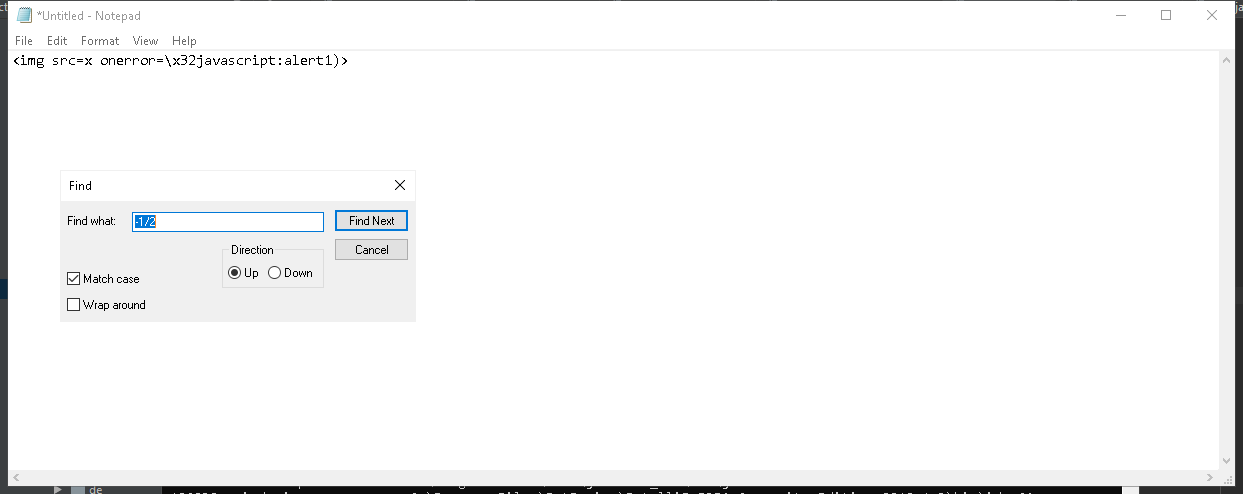 *Untitled - Notepad
File Edit Format View Help
<img src=x onerror=\x32javascript:alert1)>
Find
Find what: -1/2 Find Next
Direction Cancel
Up Down
Match case
Wrap around
de